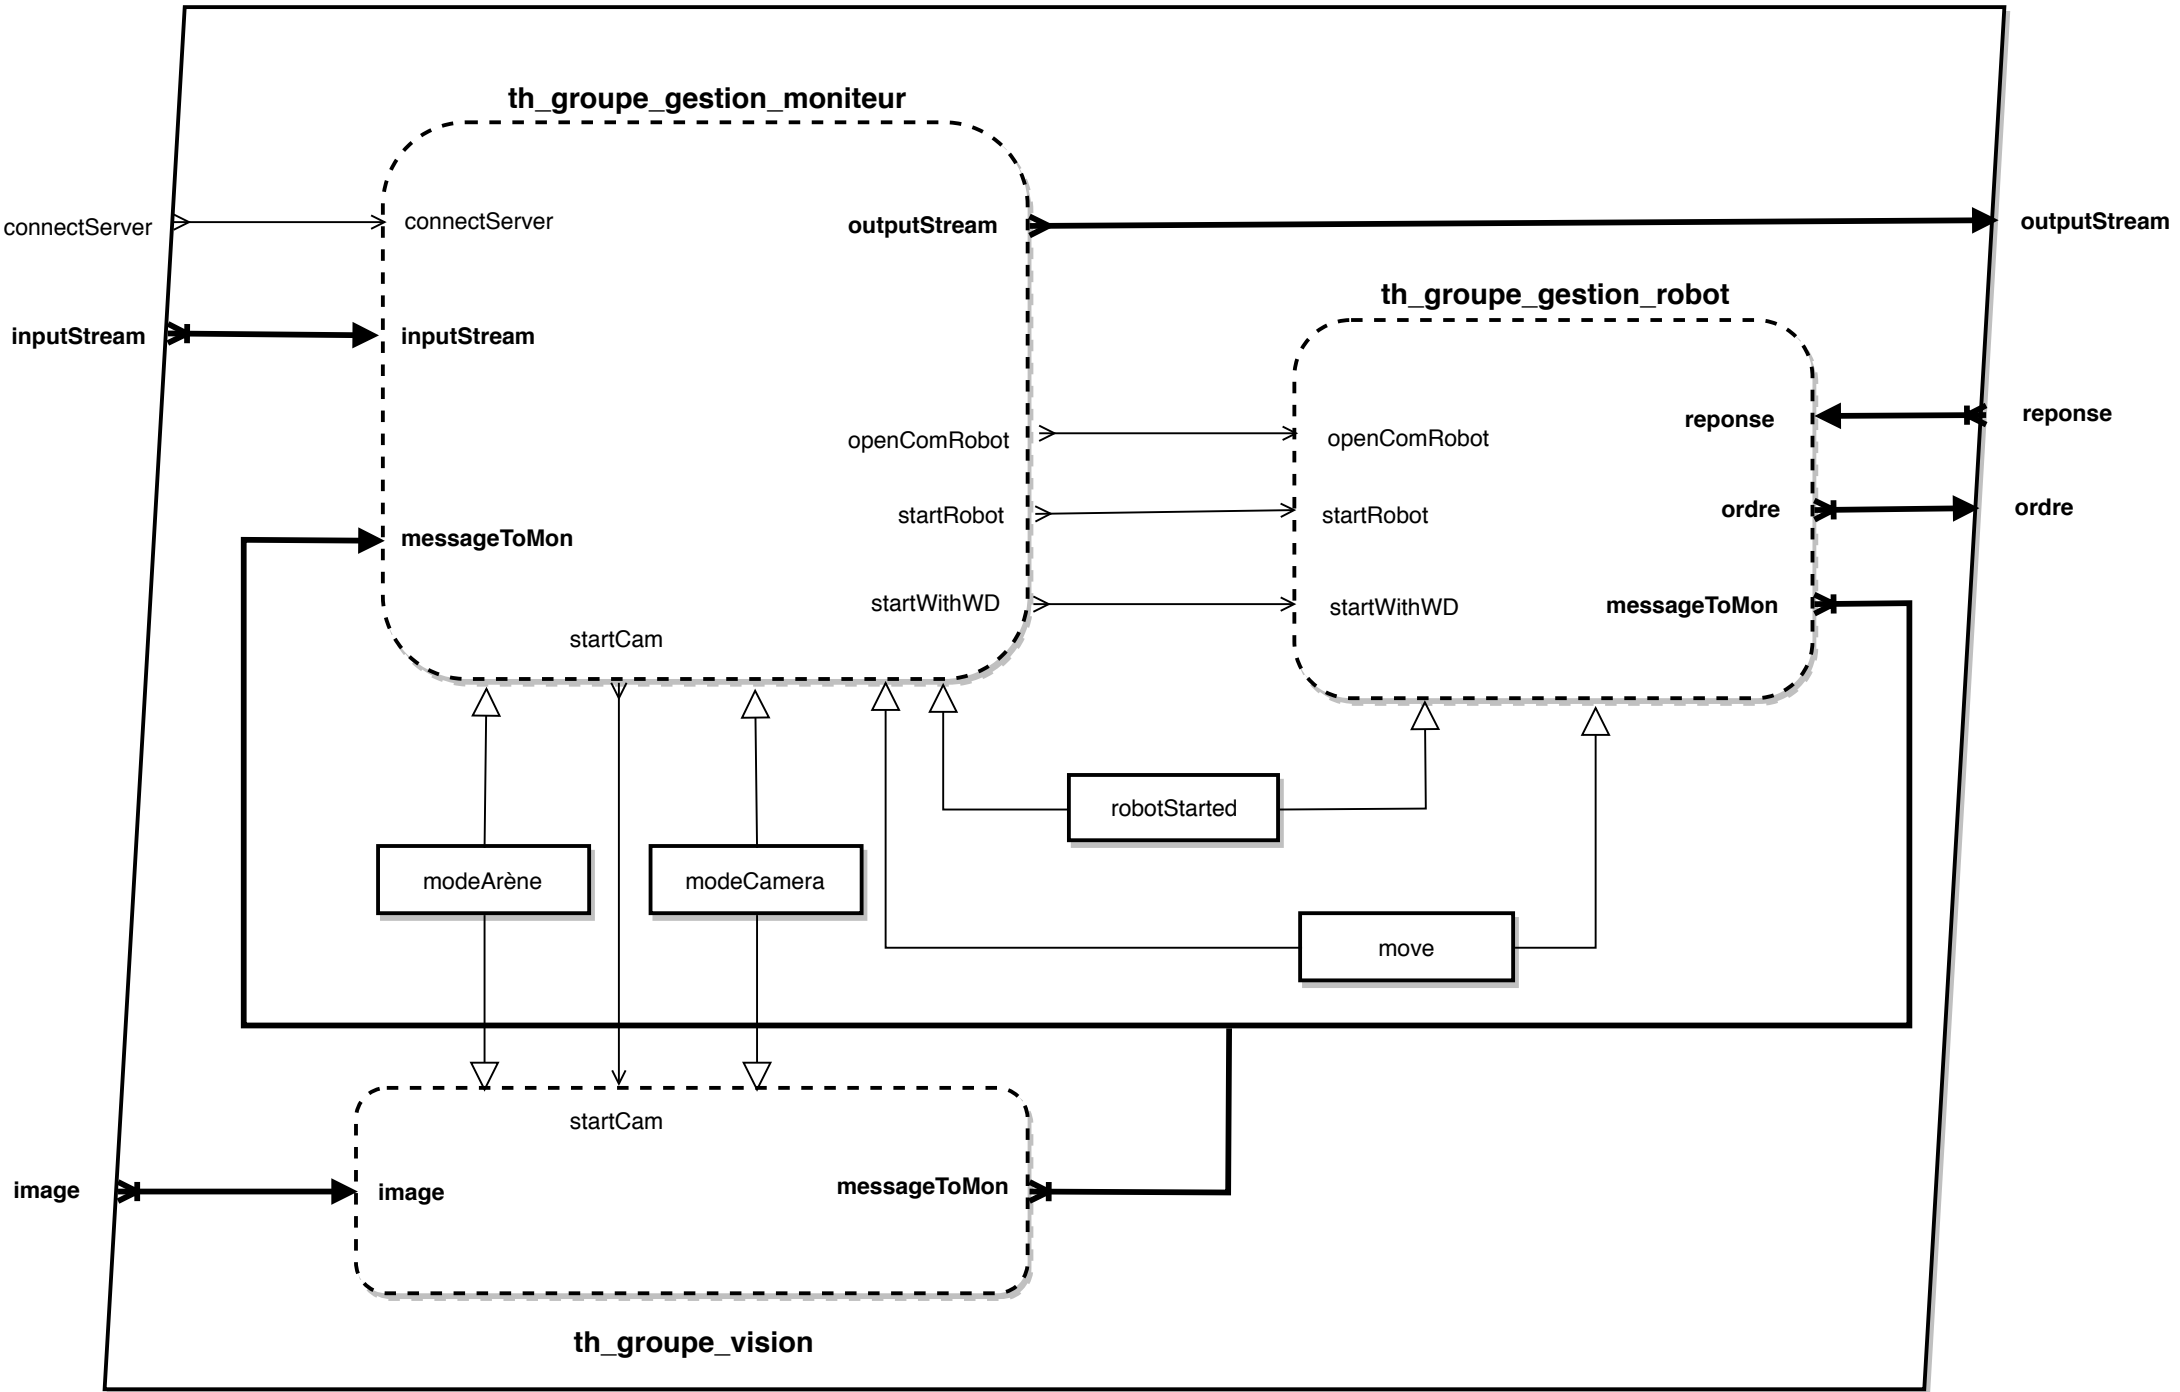 th_groupe_gestion_moniteur
connectServer
connectServer
outputStream
outputStream
inputStream
inputStream
th_groupe_gestion_robot
reponse
reponse
openComRobot
openComRobot
startRobot
startRobot
ordre
ordre
messageToMon
startWithWD
startWithWD
messageToMon
startCam
robotStarted
modeArène
modeCamera
move
startCam
image
image
messageToMon
th_groupe_vision